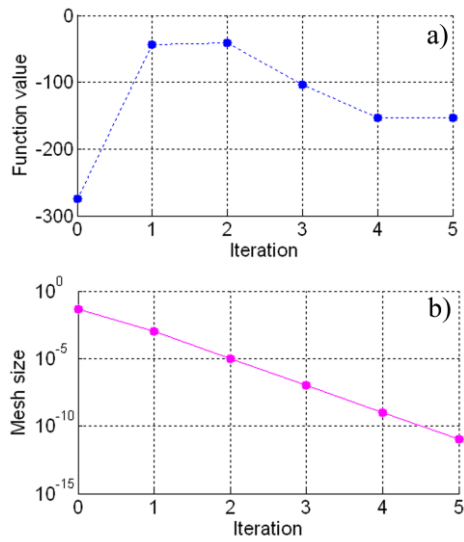 a)
Function value
0
-100
-200
-300
0 1 2 3 4 5
Iteration
b)
Mesh size
10^0
10^-5
10^-10
10^-15
0 1 2 3 4 5
Iteration